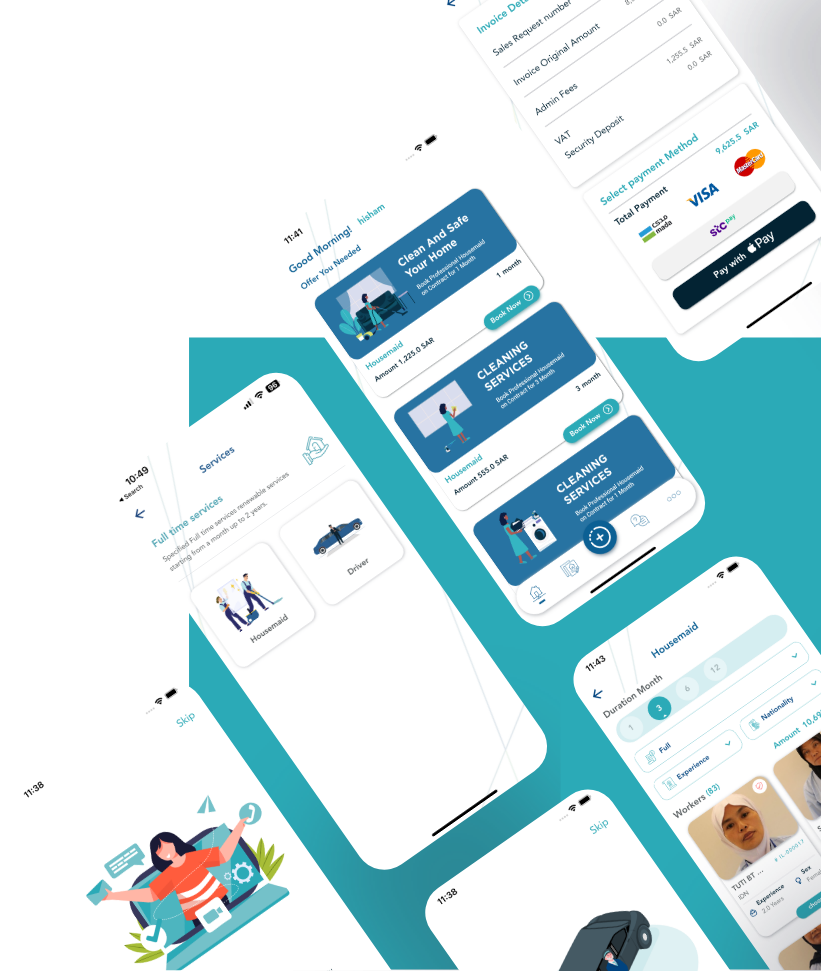 Invoice
Sales Request number
Invoice Original Amount
0.0 SAR
Admin Fees
1,255.5 SAR
VAT
0.0 SAR
Security Deposit
Select payment Method
Total Payment
9,625.5 SAR
mada
VISA
MasterCard
stc pay
Pay with Pay
11:41
Good Morning! hisham
Offer You Needed
Clean And Safe
Your Home
Book Professional Housemaid
on Contract for 1 Month
Housemaid
1 month
Amount 1,225.0 SAR
Book Now
CLEANING
SERVICES
Book Professional Housemaid
on Contract for 3 Month
Housemaid
3 month
Amount 555.0 SAR
Book Now
CLEANING
SERVICES
Book Professional Housemaid
on Contract for 1 Month
96
10:49
Search
Services
Full time services
Specified Full time services renewable services
starting from a month up to 2 years.
Housemaid
Driver
11:38
Skip
11:38
Skip
11:43
Housemaid
Duration Month
1
3
6
12
Full
Experience
Nationality
Amount
Workers (83)
TUTI BT ...
IDN
# IL-000017
Experience
2.0 Years
Sex